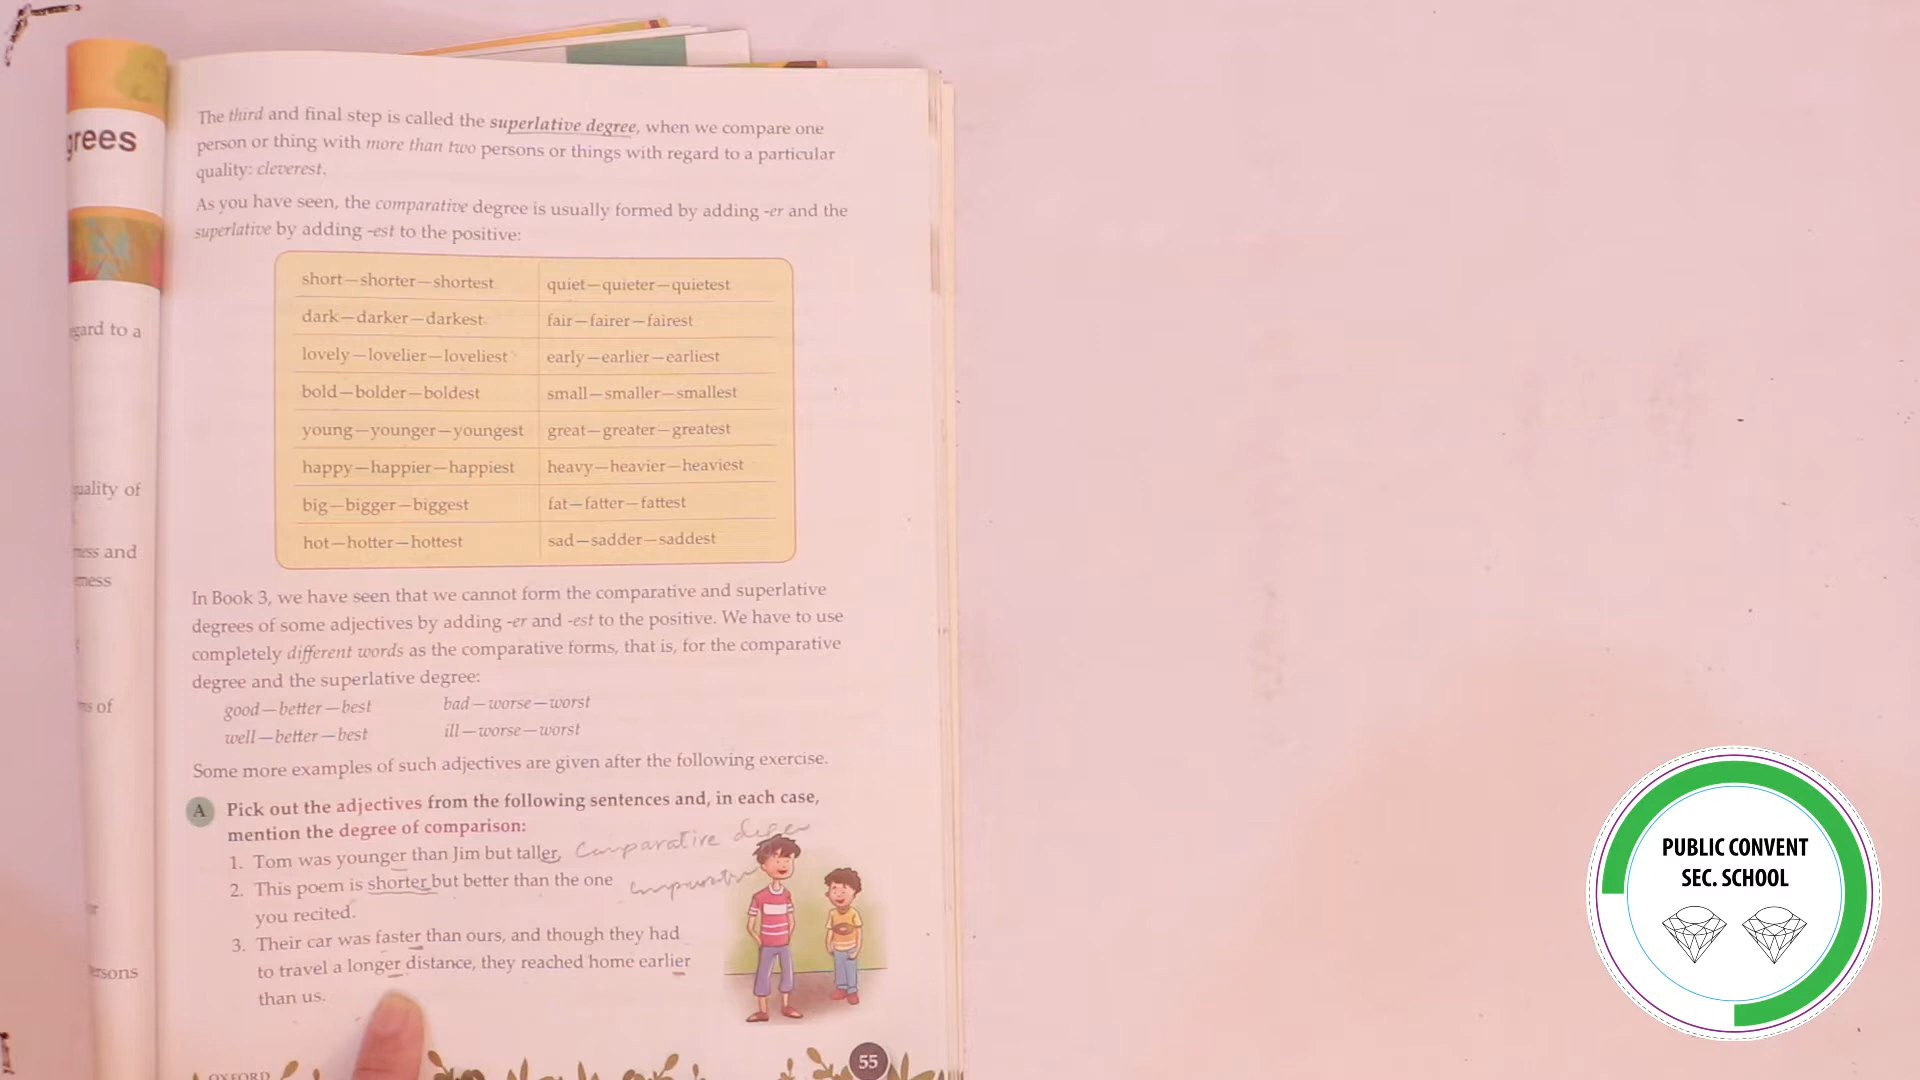 grees
gard to a
uality of
ness and
mess
ns of
ersons
The third and final step is called the superlative degree, when we compare one
person or thing with more than two persons or things with regard to a particular
quality: cleverest.
As you have seen, the comparative degree is usually formed by adding -er and the
superlative by adding -est to the positive:
short—shorter—shortest
quiet—quieter—quietest
dark—darker—darkest
fair—fairer—fairest
lovely—lovelier—loveliest
early—earlier—earliest
bold—bolder—boldest
small—smaller—smallest
young—younger—youngest
great—greater—greatest
happy—happier—happiest
heavy—heavier—heaviest
big—bigger—biggest
fat—fatter—fattest
hot—hotter—hottest
sad—sadder—saddest
In Book 3, we have seen that we cannot form the comparative and superlative
degrees of some adjectives by adding -er and -est to the positive. We have to use
completely different words as the comparative forms, that is, for the comparative
degree and the superlative degree:
good—better—best
bad—worse—worst
well—better—best
ill—worse—worst
Some more examples of such adjectives are given after the following exercise.
A Pick out the adjectives from the following sentences and, in each case,
mention the degree of comparison:
1. Tom was younger than Jim but taller, Comparative
2. This poem is shorter but better than the one
you recited.
3. Their car was faster than ours, and though they had
to travel a longer distance, they reached home earlier
than us.
OXFORD
55
PUBLIC CONVENT
SEC. SCHOOL